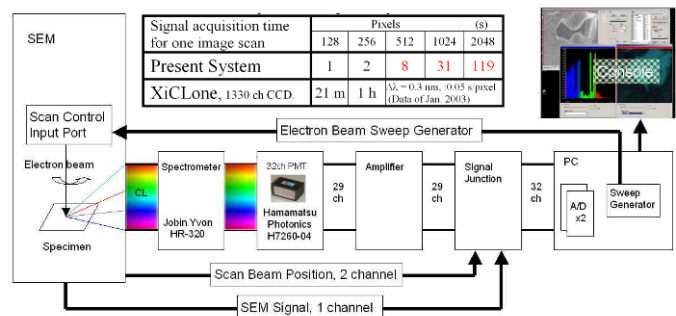 SEM
Signal acquisition time for one image scan Pixels (s)
128 256 512 1024 2048
Present System 1 2 8 31 119
XiCLone, 1330 ch CCD. 21 m 1 h Δλ = 0.3 nm, .05 s/pixel
(Data of Jan. 2003)
Console
Scan Control
Input Port
Electron Beam Sweep Generator
Electron beam
CL
Spectrometer
Jobin Yvon
HR-320
32ch PMT
Hamamatsu
Photonics
H7260-04
29
ch
Amplifier
29
ch
Signal
Junction
32
ch
PC
A/D
x2
Sweep
Generator
Specimen
Scan Beam Position, 2 channel
SEM Signal, 1 channel